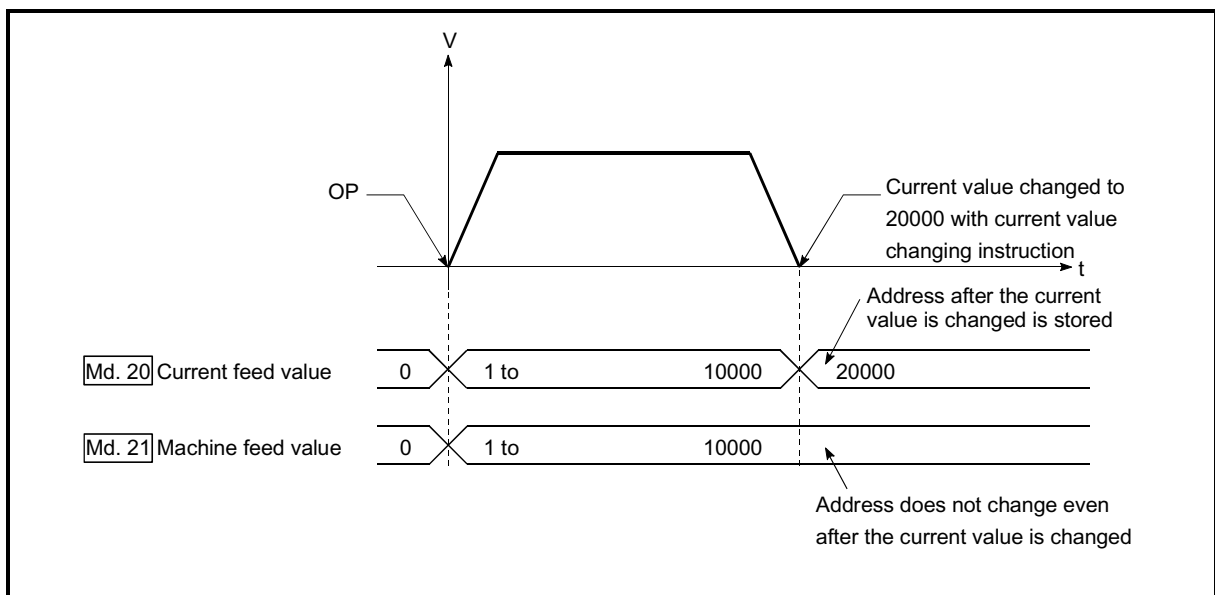 V
OP
Current value changed to
20000 with current value
changing instruction
t
Address after the current
value is changed is stored
Md. 20 Current feed value 0 1 to 10000 20000
Md. 21 Machine feed value 0 1 to 10000
Address does not change even
after the current value is changed